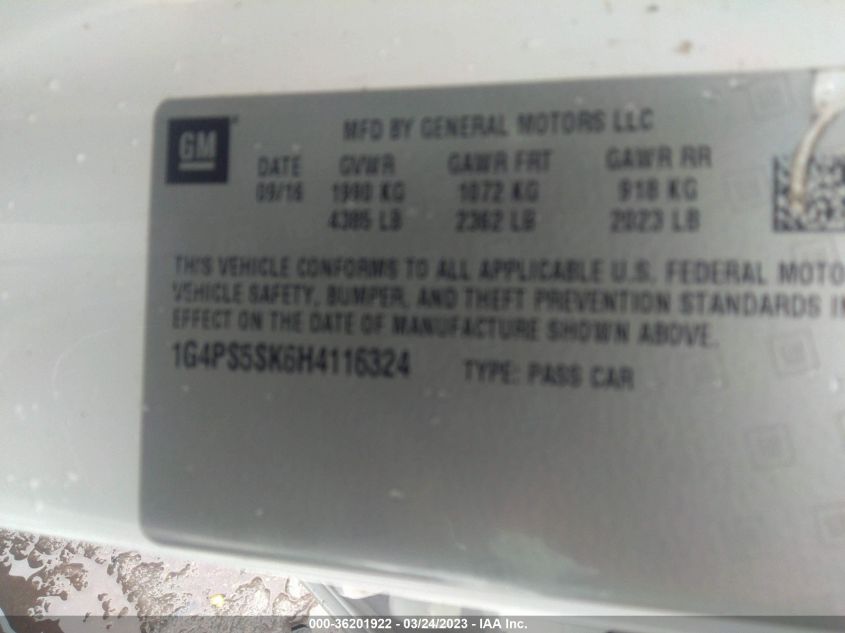 GM
MFD BY GENERAL MOTORS LLC
DATE GVWR GAWR FRT GAWR RR
09/16 1990 KG 1072 KG 918 KG
4385 LB 2362 LB 2023 LB
THIS VEHICLE CONFORMS TO ALL APPLICABLE U.S. FEDERAL MOTO
VEHICLE SAFETY, BUMPER, AND THEFT PREVENTION STANDARDS IN
EFFECT ON THE DATE OF MANUFACTURE SHOWN ABOVE.
1G4PS5SK6H4116324 TYPE: PASS CAR
000-36201922 - 03/24/2023 - IAA Inc.